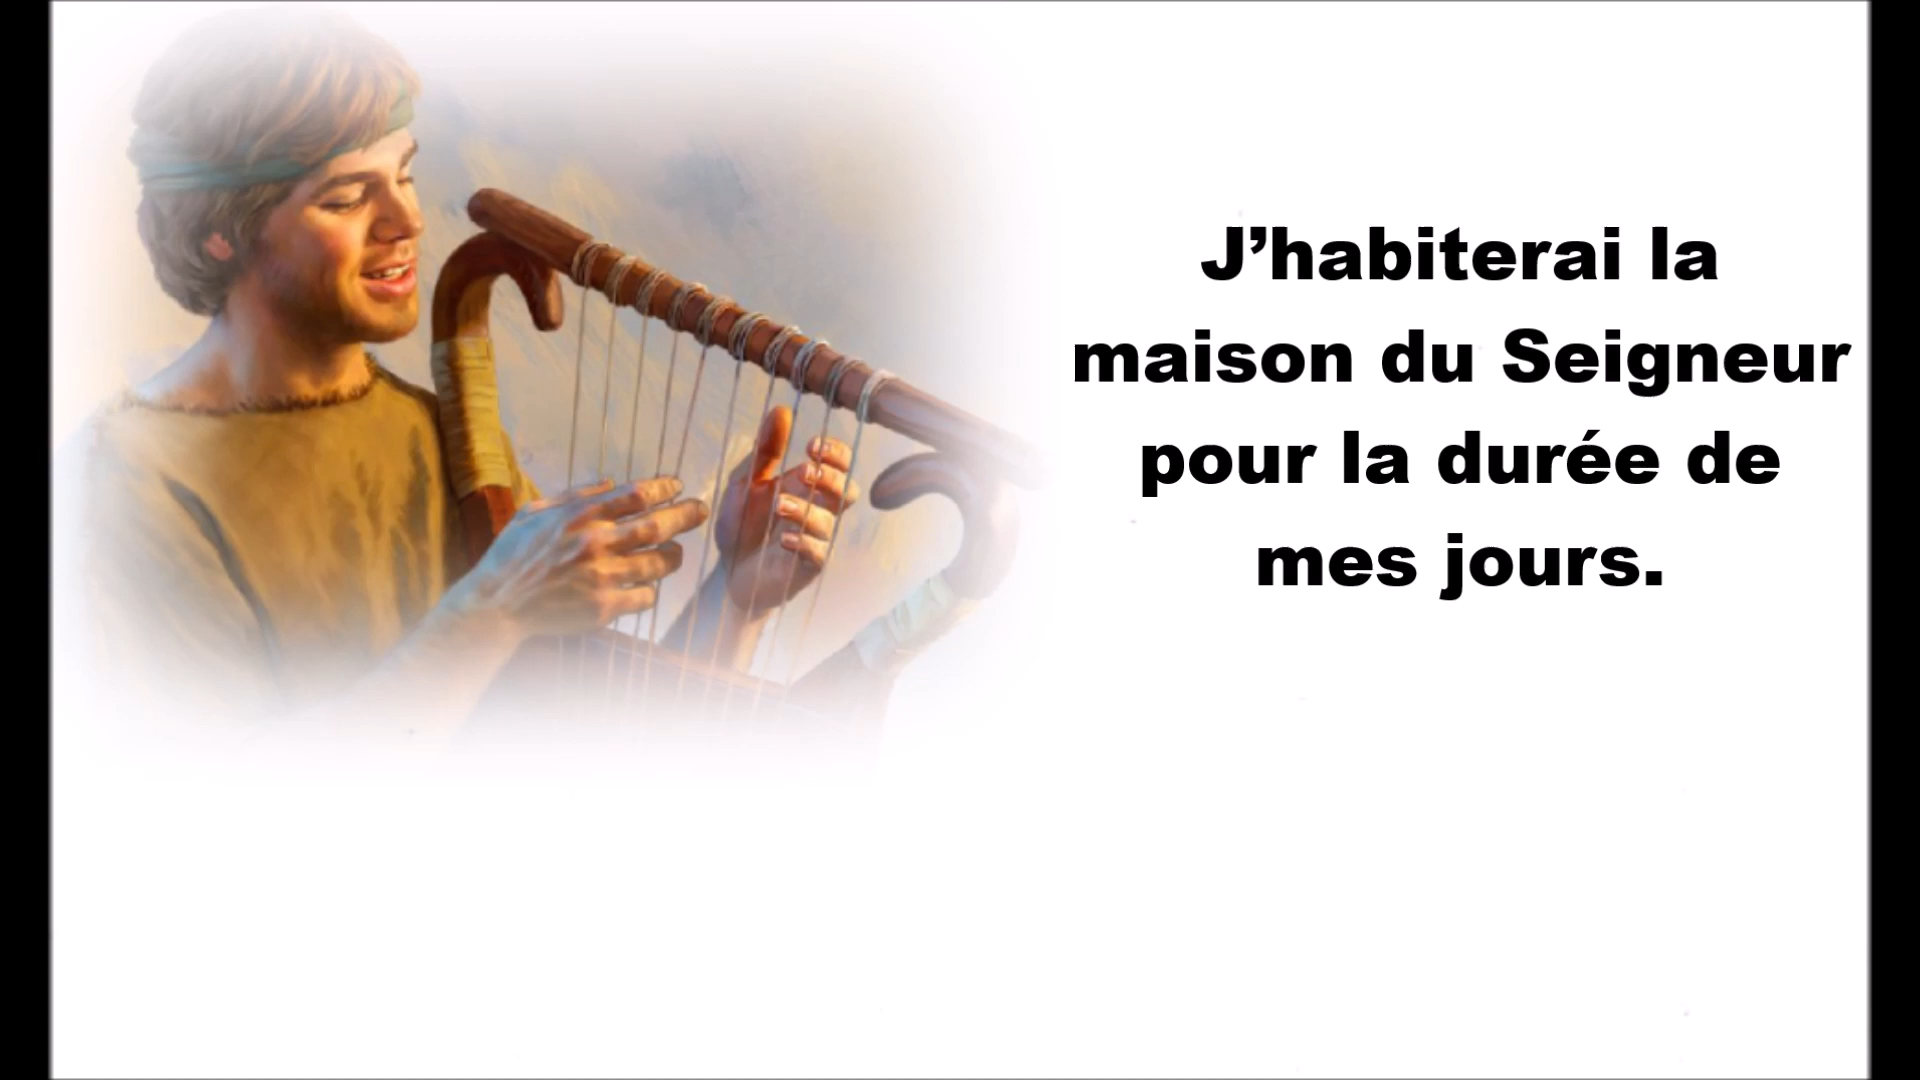 J’habiterai la
maison du Seigneur
pour la durée de
mes jours.